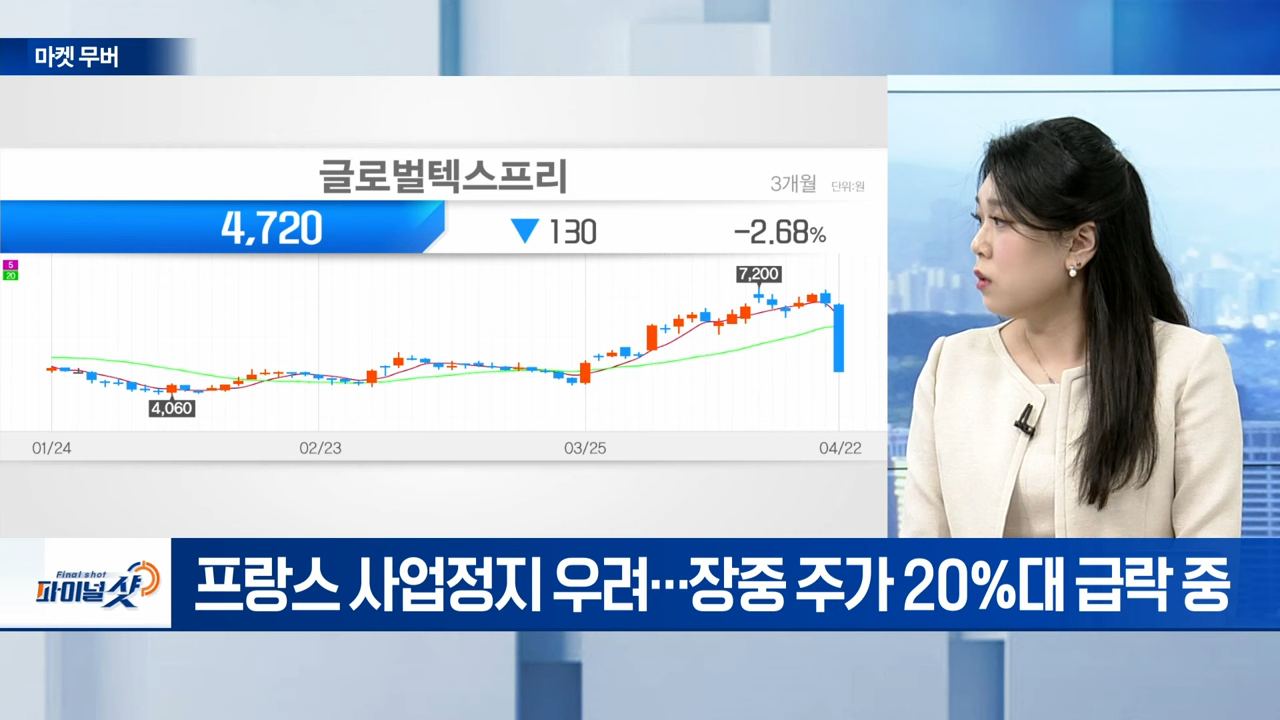 마켓 무버
글로벌텍스프리
3개월 단위:원
4,720 ▼ 130 -2.68%
5
20
7,200
4,060
01/24 02/23 03/25 04/22
Final shot
파이널샷
프랑스 사업정지 우려…장중 주가 20%대 급락 중